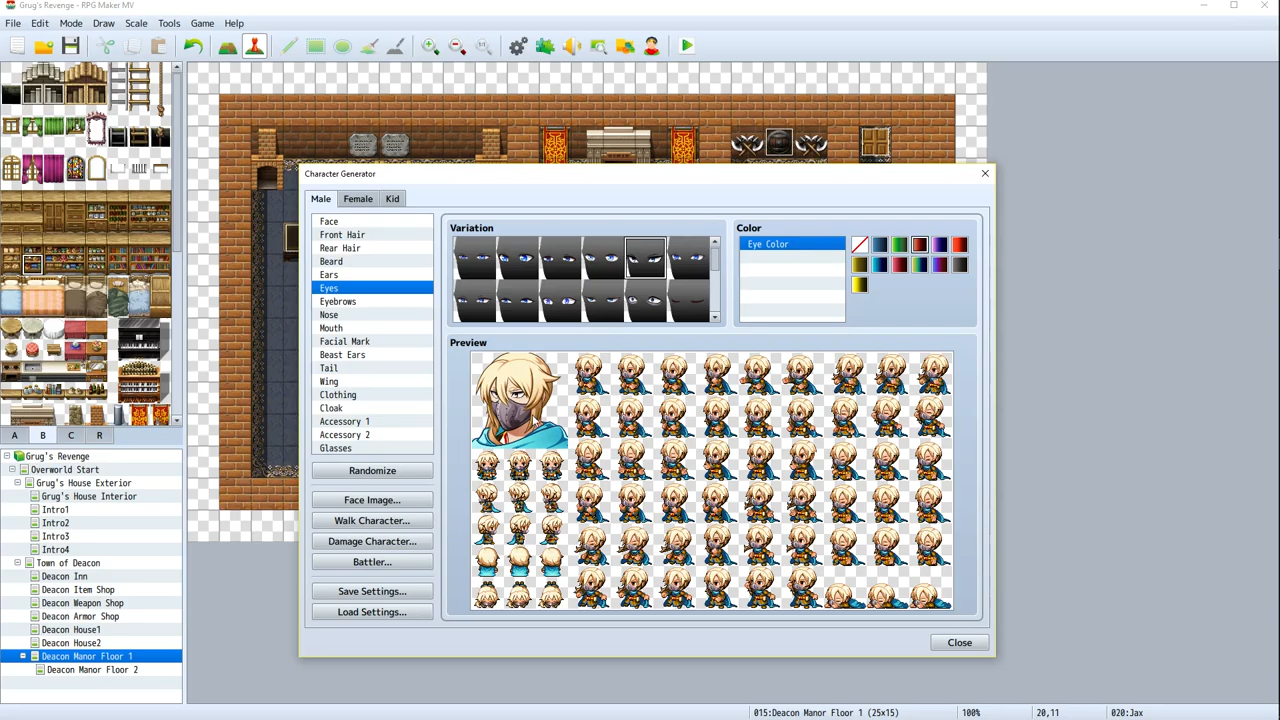 Grug's Revenge - RPG Maker MV
File Edit Mode Draw Scale Tools Game Help
1:1
Character Generator
Male Female Kid
Face
Front Hair
Rear Hair
Beard
Ears
Eyes
Eyebrows
Nose
Mouth
Facial Mark
Beast Ears
Tail
Wing
Clothing
Cloak
Accessory 1
Accessory 2
Glasses
Randomize
Face Image...
Walk Character...
Damage Character...
Battler...
Save Settings...
Load Settings...
Variation
Color
Eye Color
Preview
Close
A B C R
Grug's Revenge
Overworld Start
Grug's House Exterior
Grug's House Interior
Intro1
Intro2
Intro3
Intro4
Town of Deacon
Deacon Inn
Deacon Item Shop
Deacon Weapon Shop
Deacon Armor Shop
Deacon House1
Deacon House2
Deacon Manor Floor 1
Deacon Manor Floor 2
015:Deacon Manor Floor 1 (25x15) 100% 20,11 020:Jax